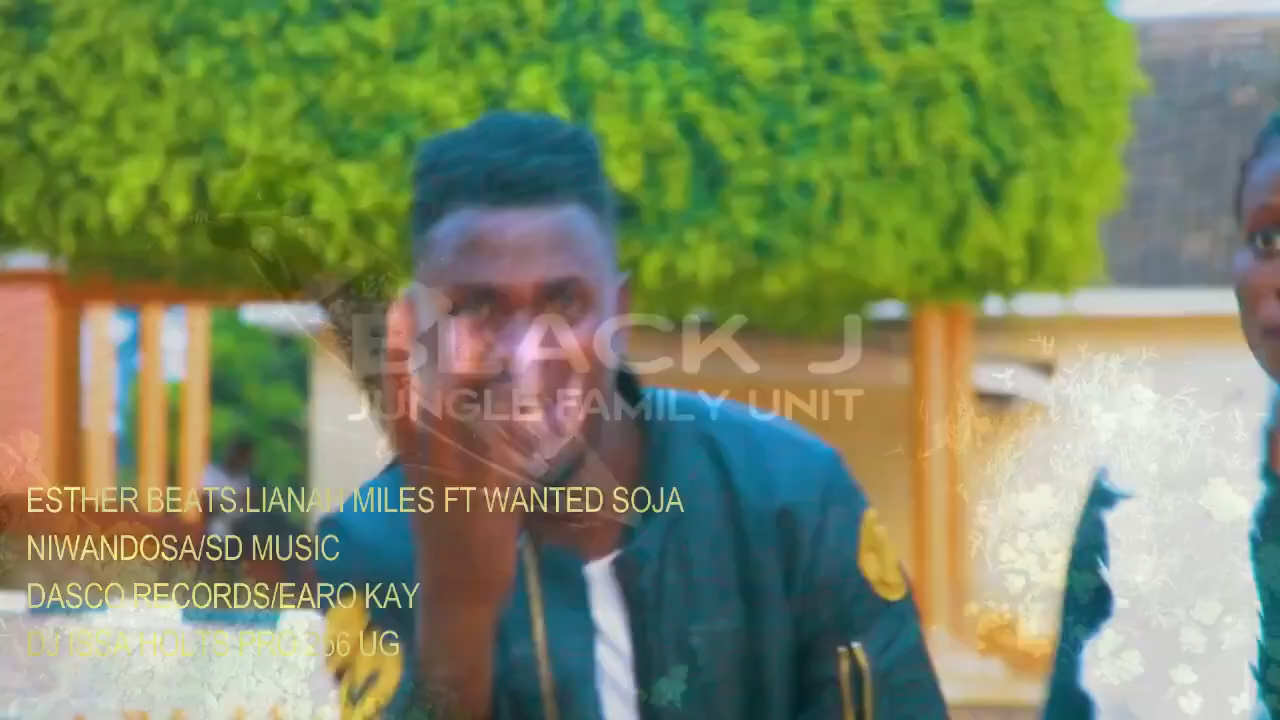 BLACK J
JUNGLE FAMILY UNIT
ESTHER BEATS.LIANAH MILES FT WANTED SOJA
NIWANDOSA/SD MUSIC
DASCO RECORDS/EARO KAY
DJ ISSA HOLTS PRO 256 UG